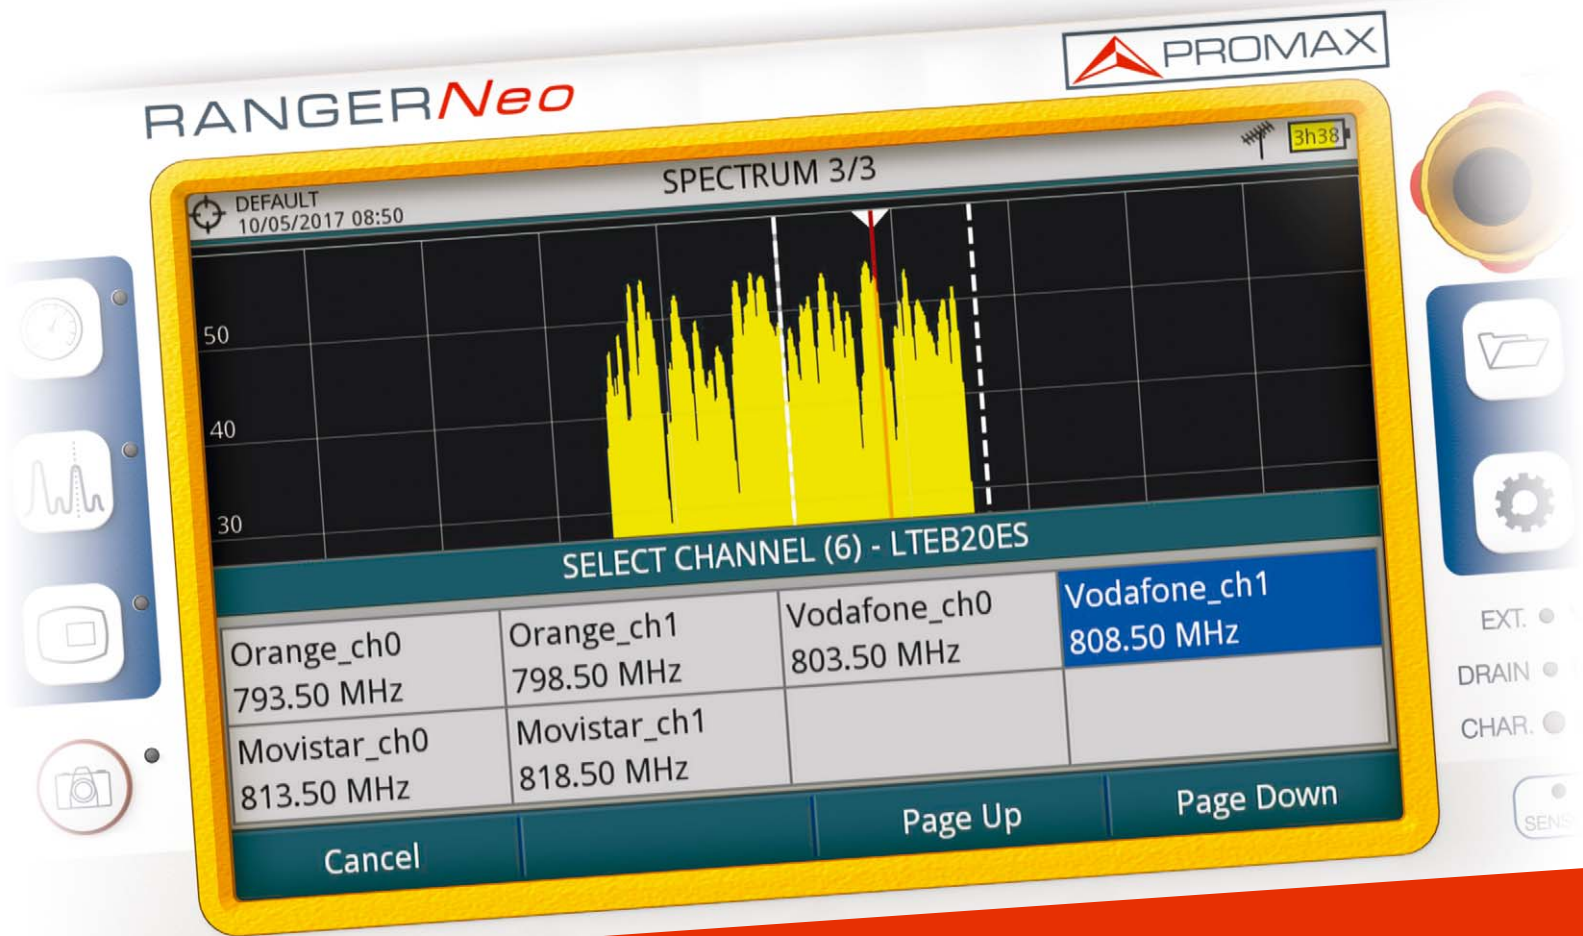 RANGERNeo
PROMAX
DEFAULT
10/05/2017 08:50
SPECTRUM 3/3
3h38
50
40
30
SELECT CHANNEL (6) - LTEB20ES
Orange_ch0
793.50 MHz
Orange_ch1
798.50 MHz
Vodafone_ch0
803.50 MHz
Vodafone_ch1
808.50 MHz
Movistar_ch0
813.50 MHz
Movistar_ch1
818.50 MHz
Cancel
Page Up
Page Down
EXT.
DRAIN
CHAR.